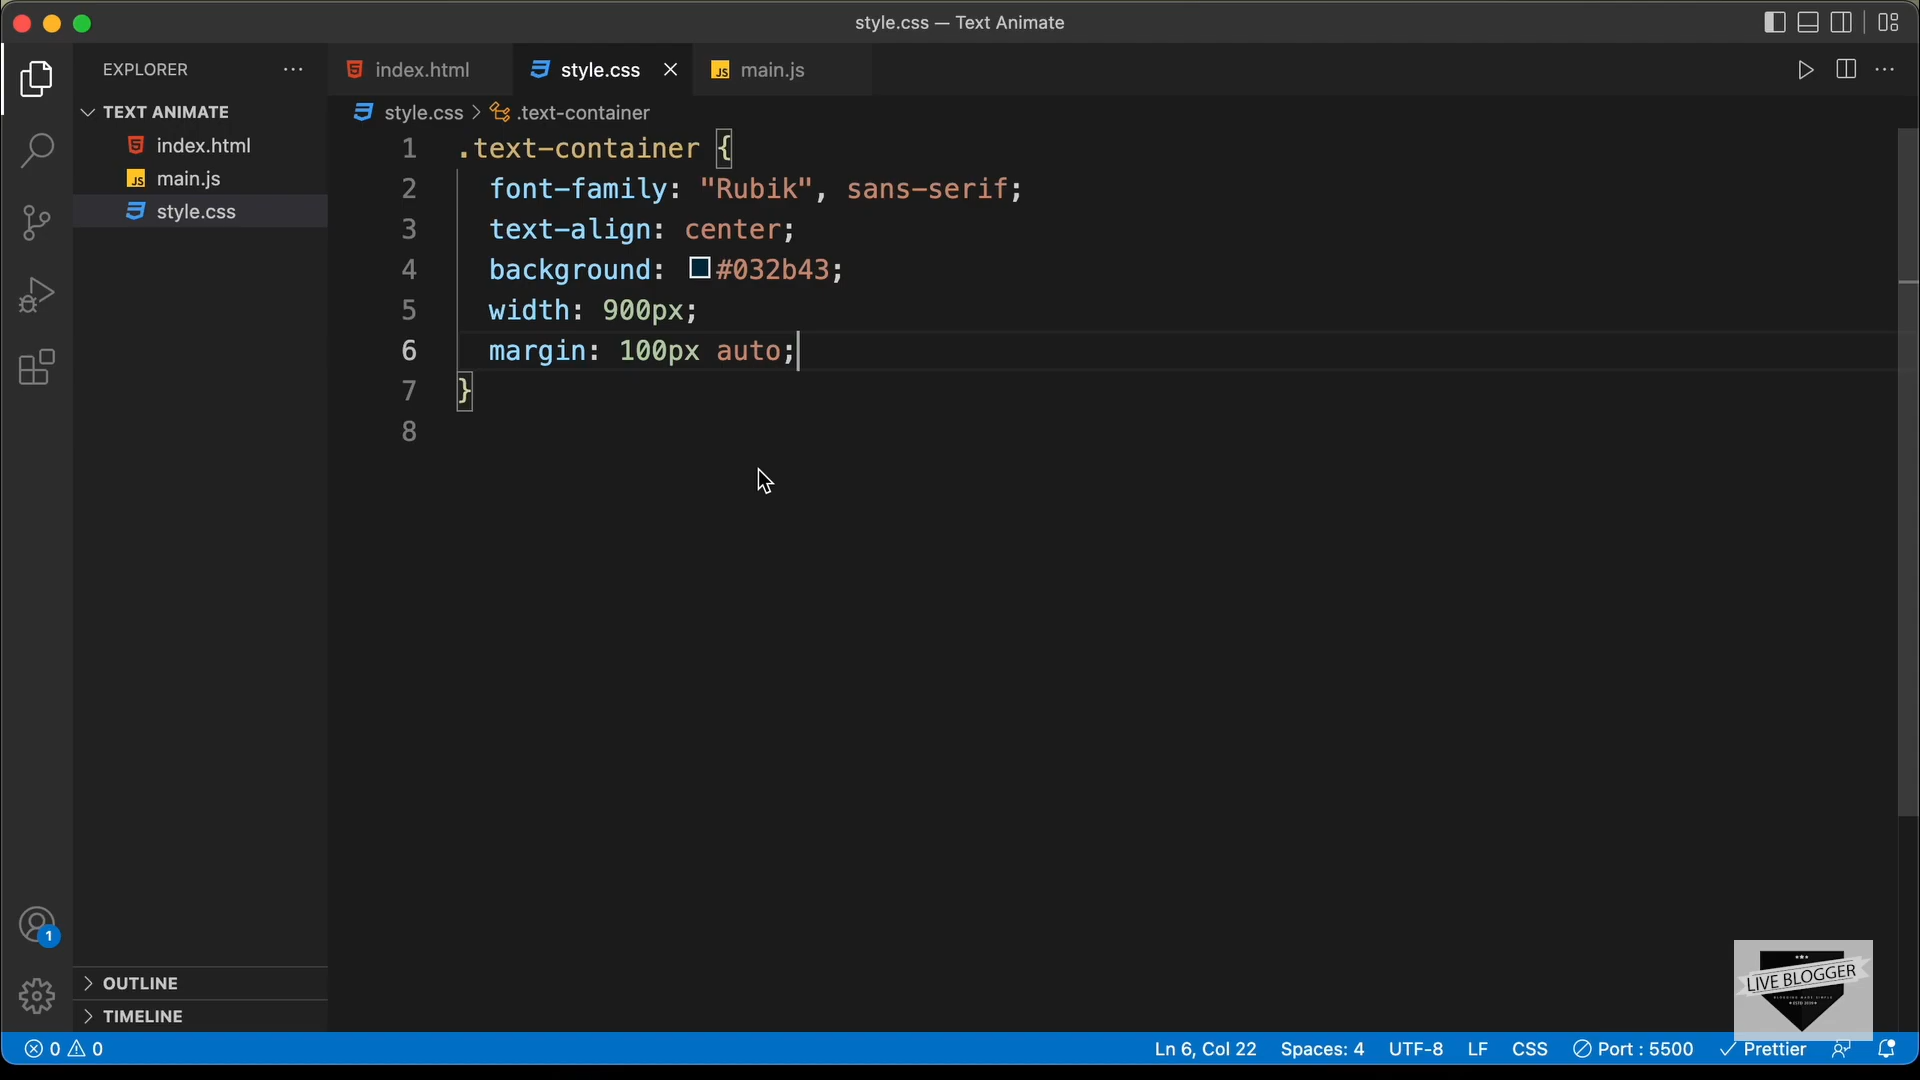 style.css — Text Animate
EXPLORER
TEXT ANIMATE
index.html
main.js
style.css
OUTLINE
TIMELINE
index.html
style.css
main.js
style.css > .text-container
1 .text-container {
2 font-family: "Rubik", sans-serif;
3 text-align: center;
4 background: #032b43;
5 width: 900px;
6 margin: 100px auto;
7 }
8
1
LIVE BLOGGER
0 0
Ln 6, Col 22 Spaces: 4 UTF-8 LF CSS Port : 5500 Prettier